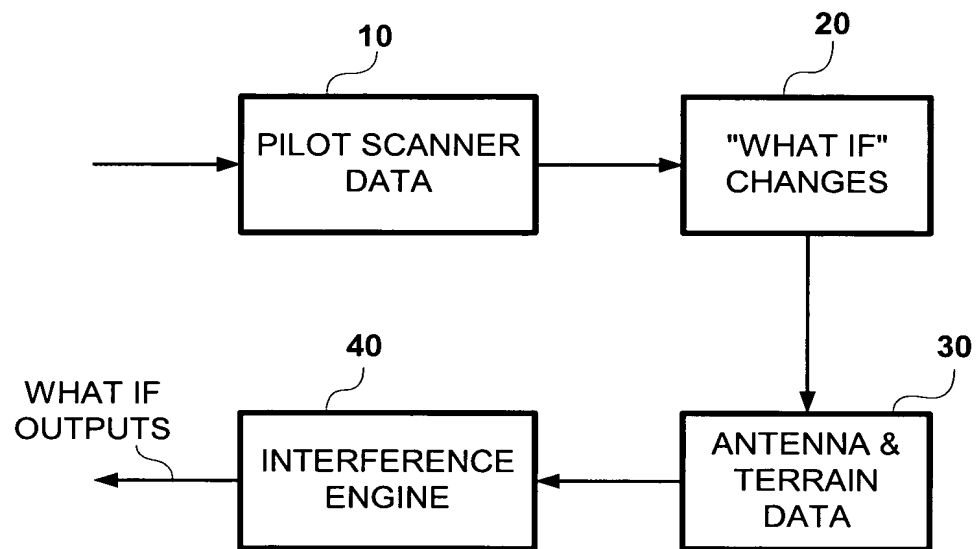 10
PILOT SCANNER
DATA
20
"WHAT IF"
CHANGES
30
ANTENNA &
TERRAIN
DATA
40
INTERFERENCE
ENGINE
WHAT IF
OUTPUTS